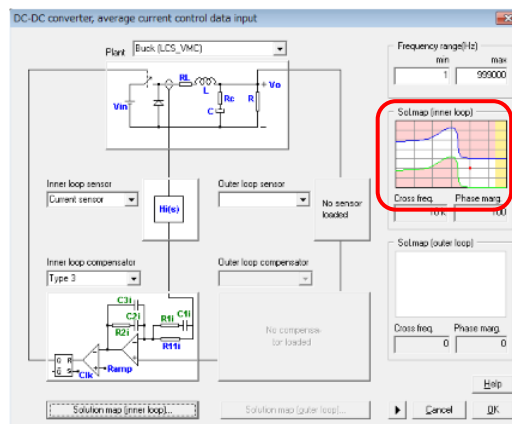 DC-DC converter, average current control data input
Plant Buck (LCS_VMC)
RL L + Vo
Vin Rc R
C
Inner loop sensor
Current sensor
Hi(s)
Outer loop sensor
No sensor
loaded
Inner loop compensator
Type 3
Outer loop compensator
C3i
C2i
R2i
R1i C1i
R11i
Ramp
Clk
No compensa-
tor loaded
Solution map (inner loop)...
Solution map (outer loop)...
Frequency range(Hz)
min max
1 999000
Sol.map (inner loop)
Cross freq. Phase marg.
10 K 100
Sol.map (outer loop)
Cross freq. Phase marg.
0 0
Help
Cancel OK